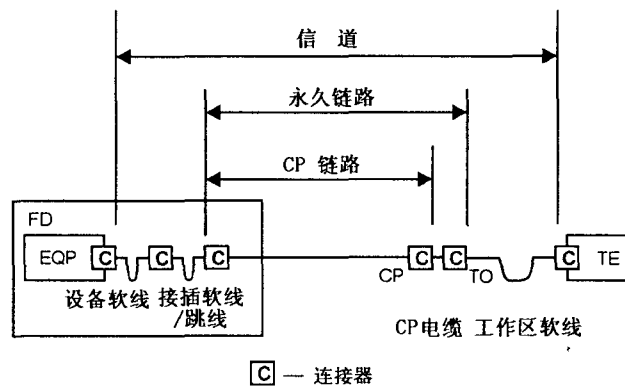 信道
永久链路
CP 链路
FD
EQP C C C CP C C TO C TE
设备软线 接插软线
/跳线
CP电缆 工作区软线
C — 连接器